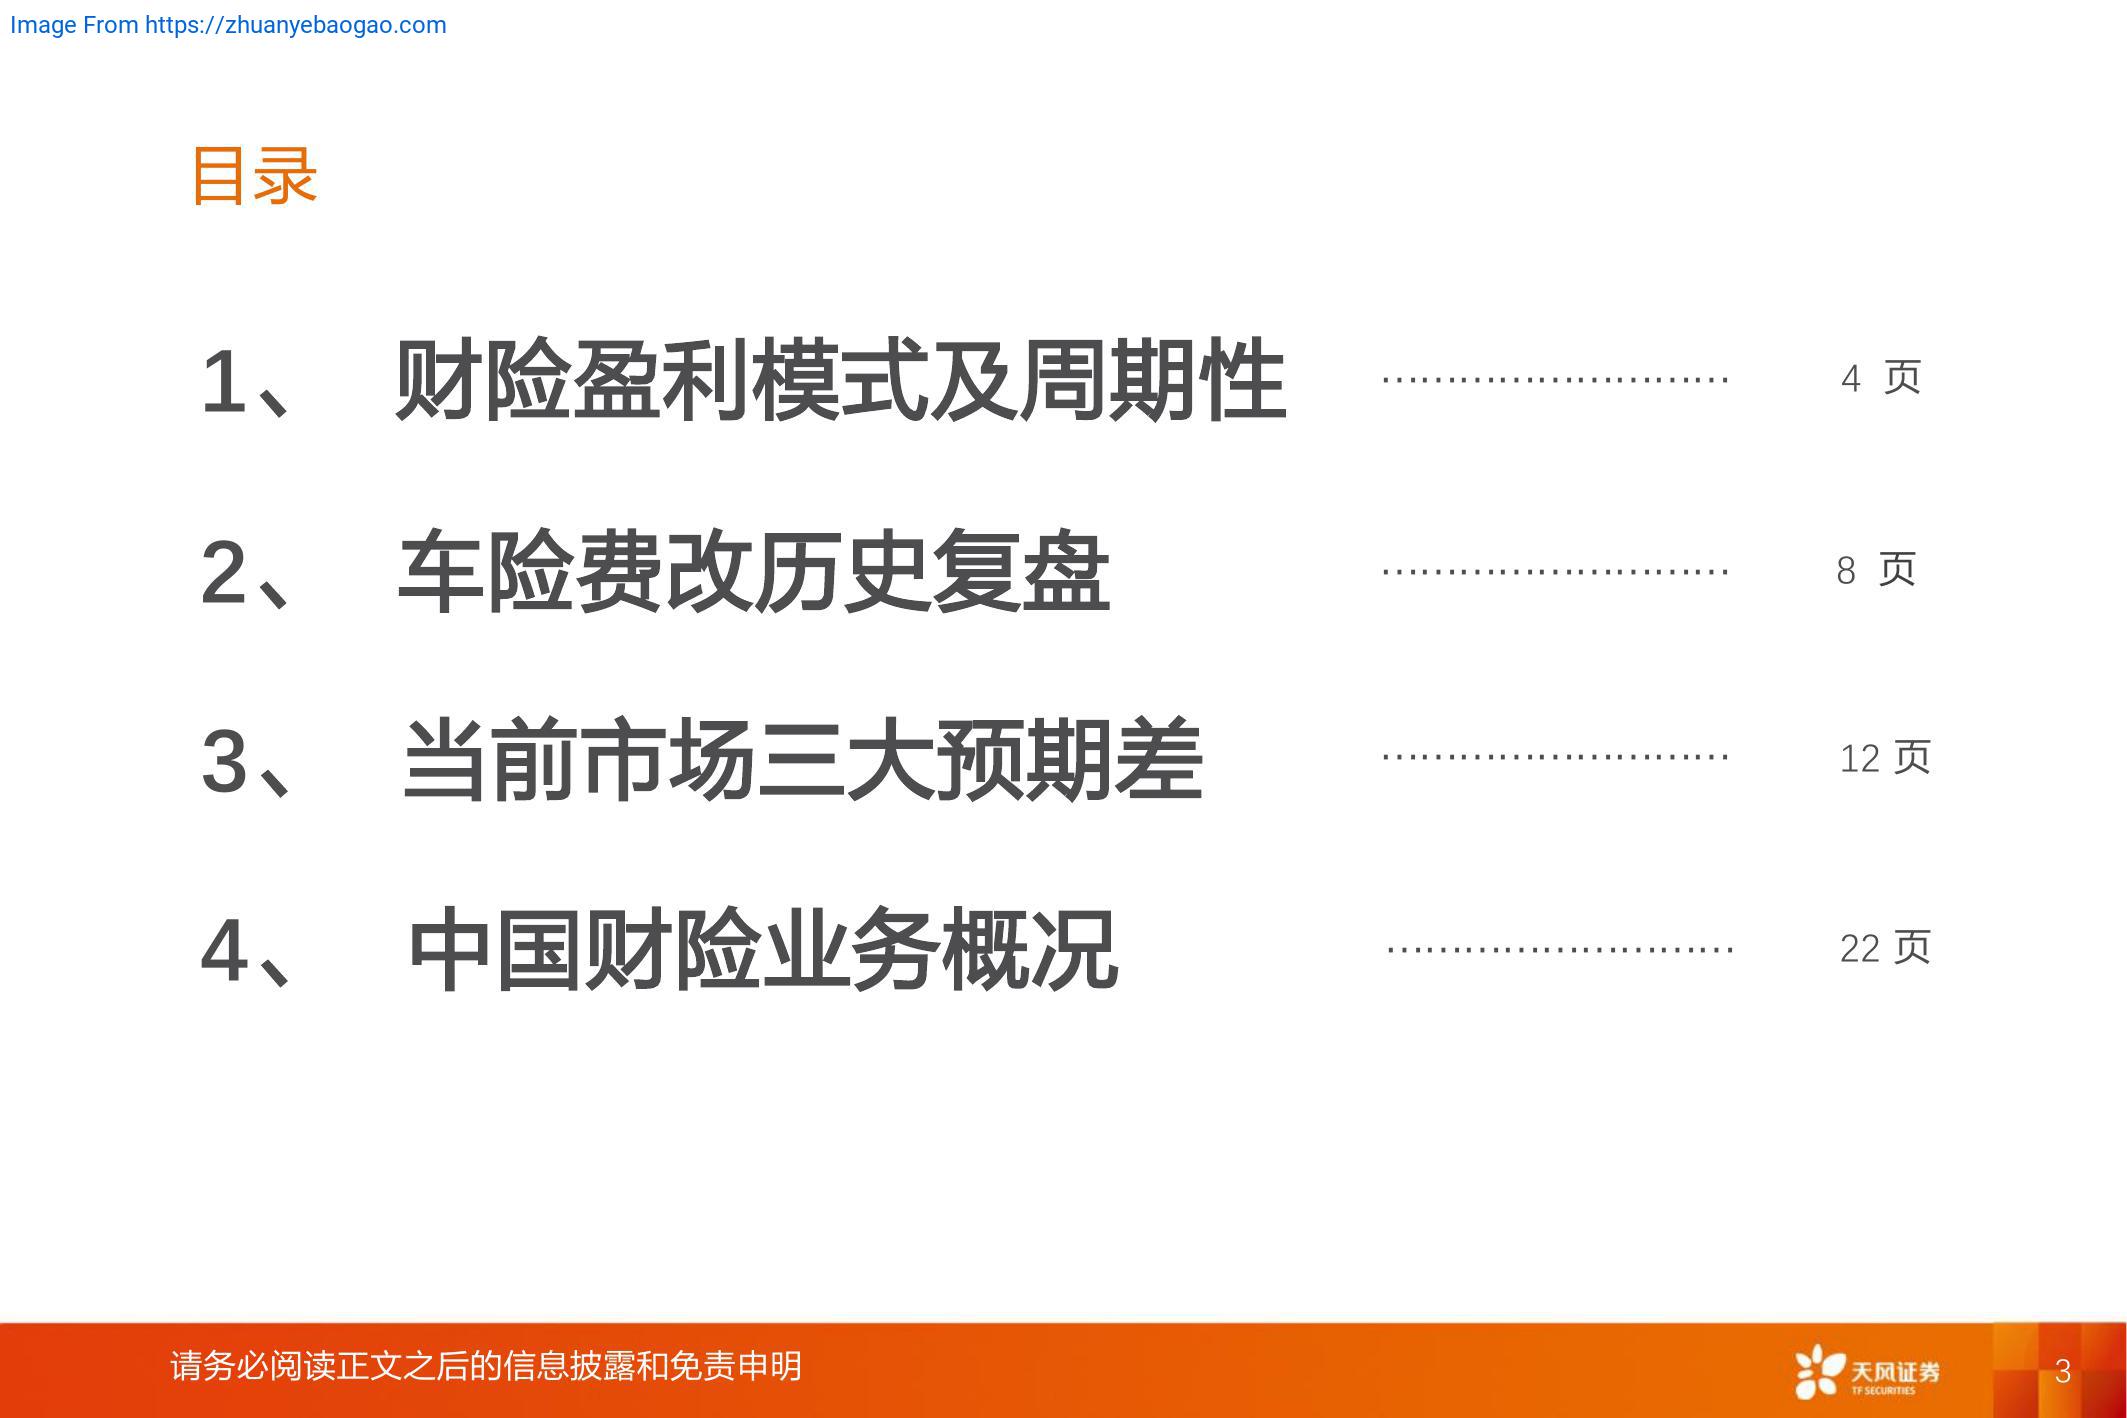 Image From https://zhuanyebaogao.com
目录
1、 财险盈利模式及周期性 ........................... 4 页
2、 车险费改历史复盘 ........................... 8 页
3、 当前市场三大预期差 ........................... 12 页
4、 中国财险业务概况 ........................... 22 页
请务必阅读正文之后的信息披露和免责申明
天风证券
TF SECURITIES
3